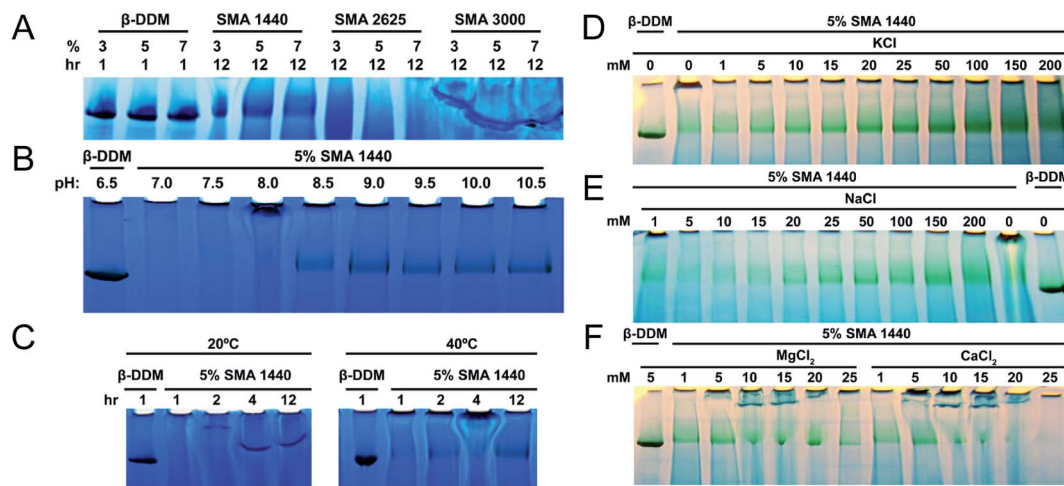 A
β-DDM SMA 1440 SMA 2625 SMA 3000
% 3 5 7 3 5 7 3 5 7 3 5 7
hr 1 1 1 12 12 12 12 12 12 12 12 12
B
β-DDM 5% SMA 1440
pH: 6.5 7.0 7.5 8.0 8.5 9.0 9.5 10.0 10.5
C
20ºC 40ºC
β-DDM 5% SMA 1440 β-DDM 5% SMA 1440
hr 1 1 2 4 12 1 1 2 4 12
D
β-DDM 5% SMA 1440
KCl
mM 0 0 1 5 10 15 20 25 50 100 150 200
E
5% SMA 1440 β-DDM
NaCl
mM 1 5 10 15 20 25 50 100 150 200 0 0
F
β-DDM 5% SMA 1440
MgCl₂ CaCl₂
mM 5 1 5 10 15 20 25 1 5 10 15 20 25